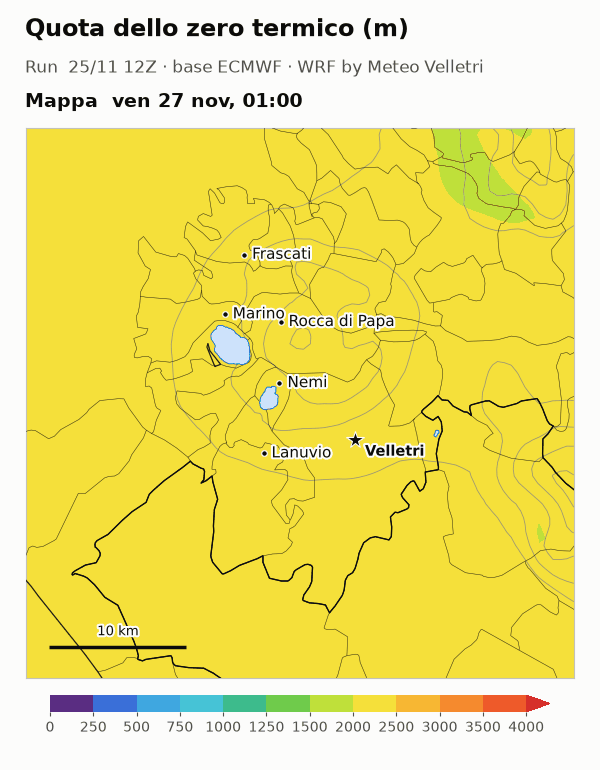 Quota dello zero termico (m)
Run  25/11 12Z · base ECMWF · WRF by Meteo Velletri
Mappa  ven 27 nov, 01:00
Frascati
Marino
Rocca di Papa
Nemi
Velletri
Lanuvio
10 km
0 250 500 750 1000 1250 1500 2000 2500 3000 3500 4000